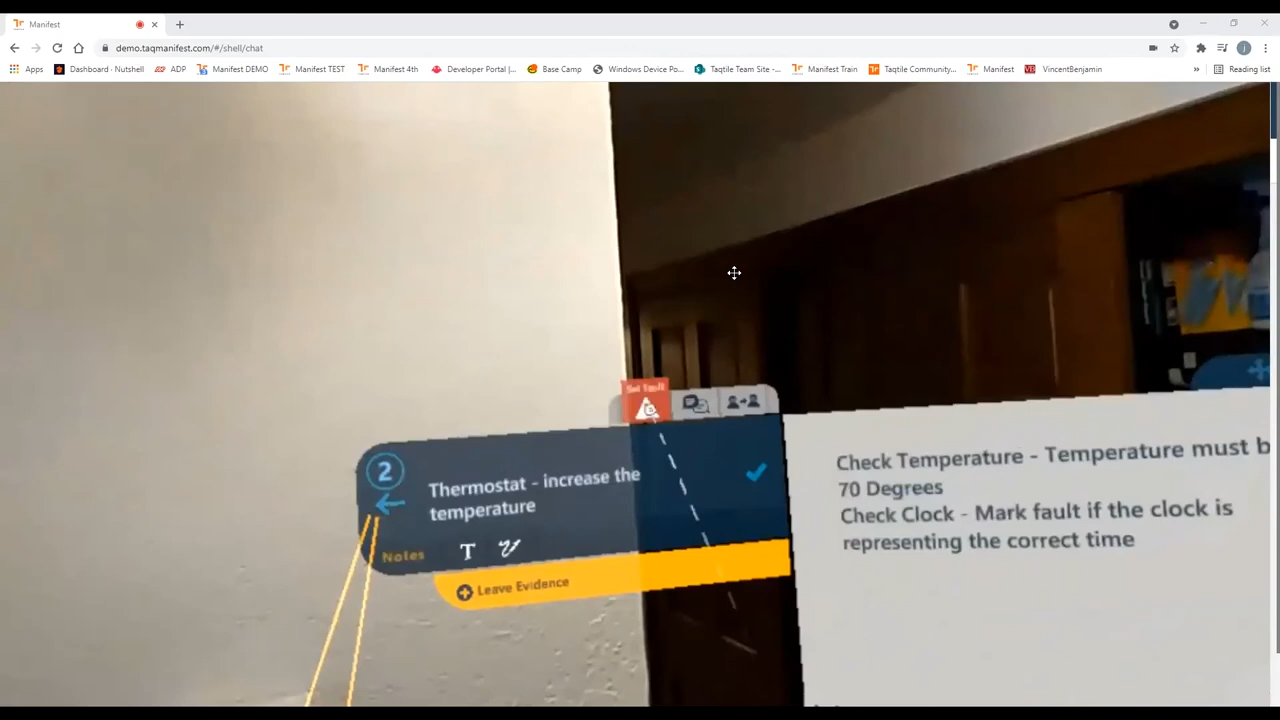 Manifest
demo.taqmanifest.com/#/shell/chat
Apps
Dashboard - Nutshell
ADP
Manifest DEMO
Manifest TEST
Manifest 4th
Developer Portal |...
Base Camp
Windows Device Po...
Taqtile Team Site -...
Manifest Train
Taqtile Community...
Manifest
VincentBenjamin
»
Reading list
Set Fault
2
Thermostat - increase the
temperature
Notes
T
Leave Evidence
Check Temperature - Temperature must b
70 Degrees
Check Clock - Mark fault if the clock is
representing the correct time